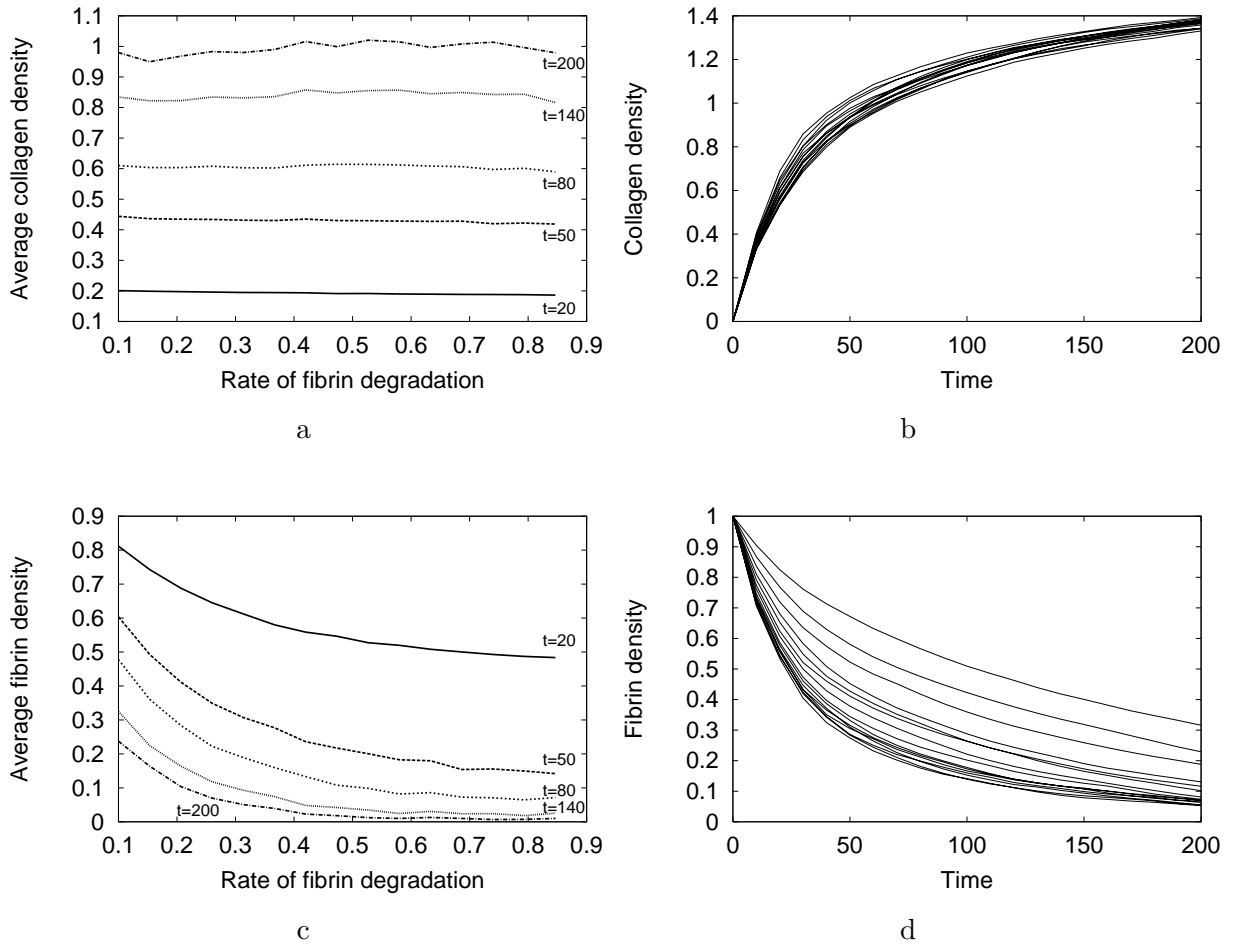 Average collagen density
1.1
1
0.9
0.8
0.7
0.6
0.5
0.4
0.3
0.2
0.1
t=200
t=140
t=80
t=50
t=20
0.1 0.2 0.3 0.4 0.5 0.6 0.7 0.8 0.9
Rate of fibrin degradation
a
Collagen density
1.4
1.2
1
0.8
0.6
0.4
0.2
0
0 50 100 150 200
Time
b
Average fibrin density
0.9
0.8
0.7
0.6
0.5
0.4
0.3
0.2
0.1
0
t=20
t=50
t=80
t=140
t=200
0.1 0.2 0.3 0.4 0.5 0.6 0.7 0.8 0.9
Rate of fibrin degradation
c
Fibrin density
1
0.9
0.8
0.7
0.6
0.5
0.4
0.3
0.2
0.1
0
0 50 100 150 200
Time
d